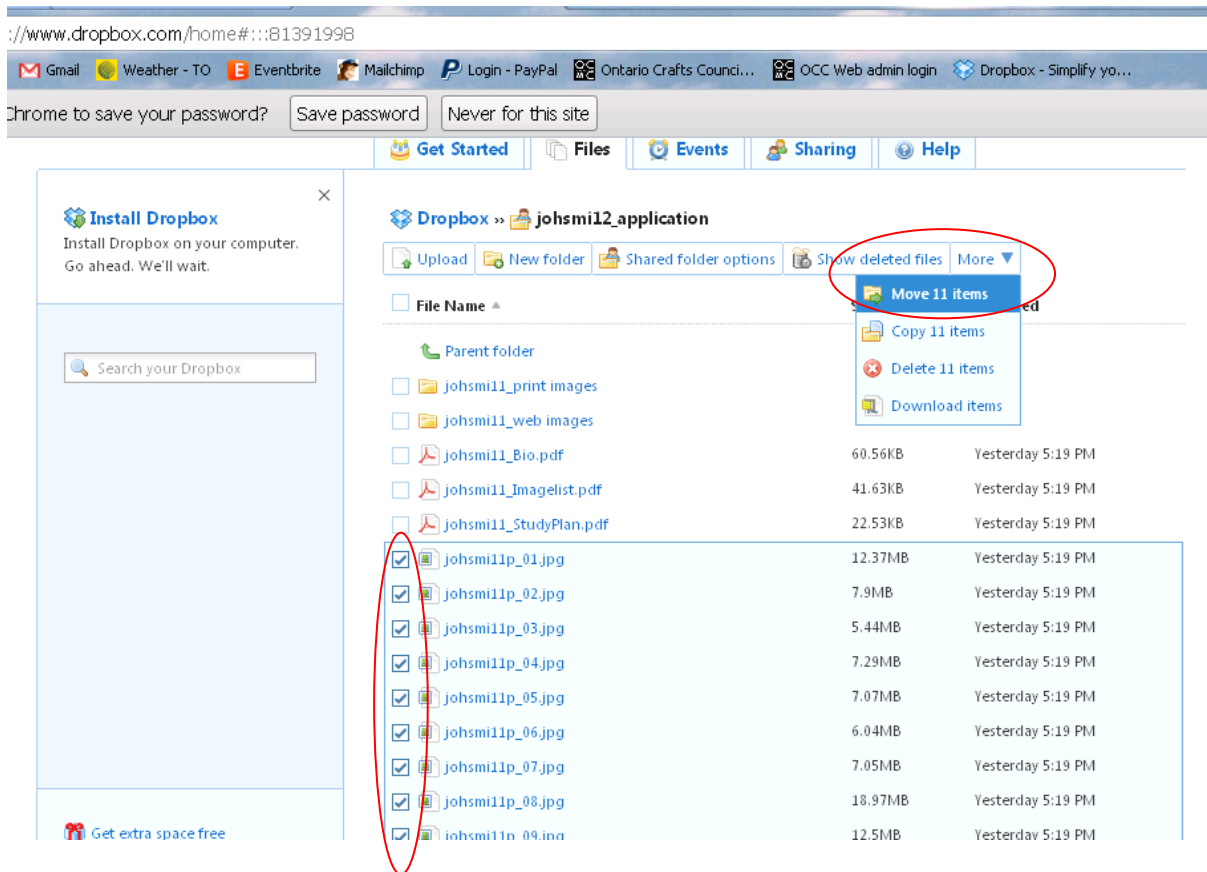 ://www.dropbox.com/home#:::81391998
Gmail Weather - TO Eventbrite Mailchimp Login - PayPal Ontario Crafts Counci... OCC Web admin login Dropbox - Simplify yo...
Chrome to save your password? Save password Never for this site
Get Started Files Events Sharing Help
Install Dropbox
Install Dropbox on your computer.
Go ahead. We'll wait.
Search your Dropbox
Get extra space free
Dropbox » johsmi12_application
Upload New folder Shared folder options Show deleted files More
Move 11 items
Copy 11 items
Delete 11 items
Download items
File Name
Parent folder
johsmi11_print images
johsmi11_web images
johsmi11_Bio.pdf 60.56KB Yesterday 5:19 PM
johsmi11_Imagelist.pdf 41.63KB Yesterday 5:19 PM
johsmi11_StudyPlan.pdf 22.53KB Yesterday 5:19 PM
johsmi11p_01.jpg 12.37MB Yesterday 5:19 PM
johsmi11p_02.jpg 7.9MB Yesterday 5:19 PM
johsmi11p_03.jpg 5.44MB Yesterday 5:19 PM
johsmi11p_04.jpg 7.29MB Yesterday 5:19 PM
johsmi11p_05.jpg 7.07MB Yesterday 5:19 PM
johsmi11p_06.jpg 6.04MB Yesterday 5:19 PM
johsmi11p_07.jpg 7.05MB Yesterday 5:19 PM
johsmi11p_08.jpg 18.97MB Yesterday 5:19 PM
johsmi11p_09.jpg 12.5MB Yesterday 5:19 PM